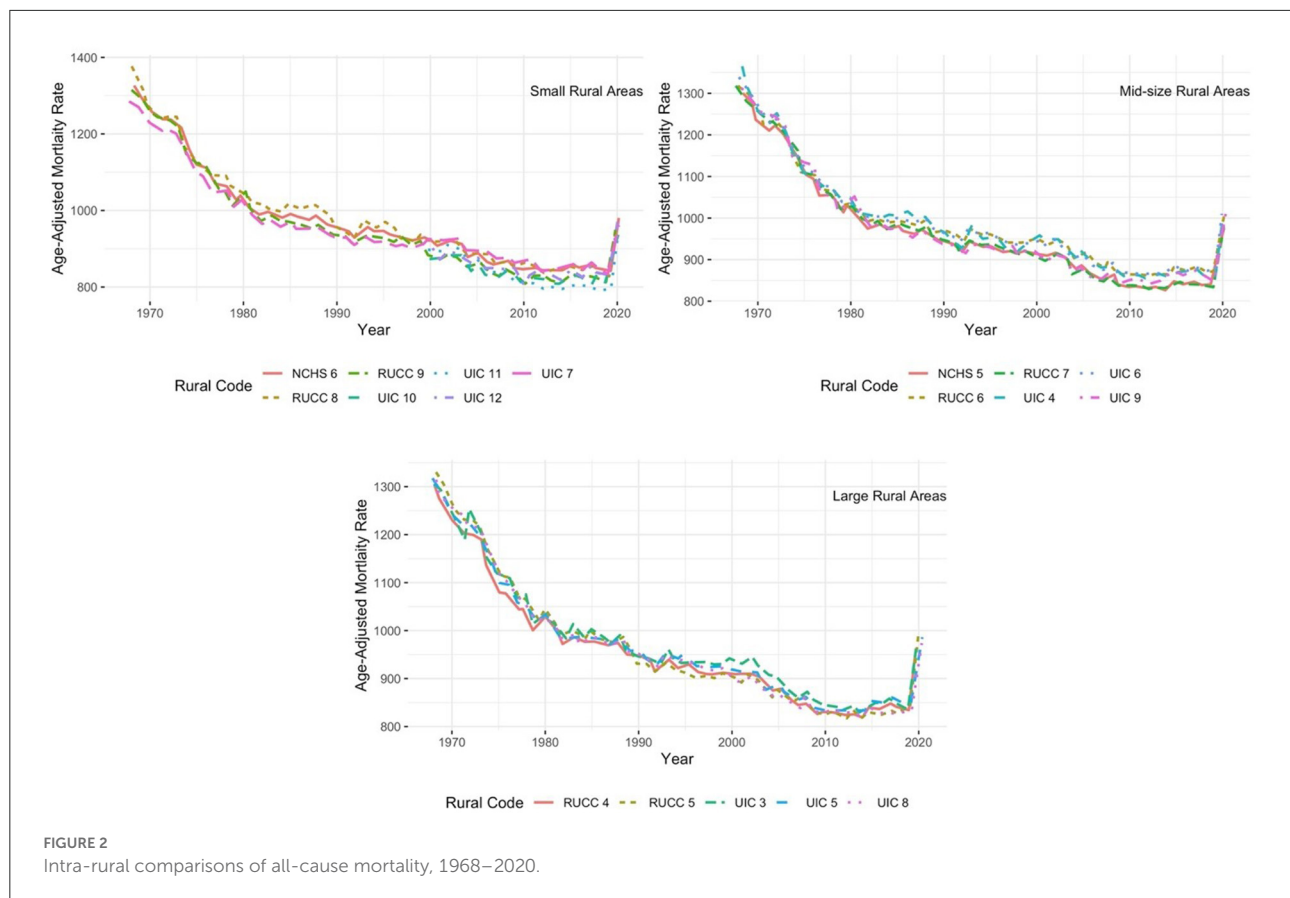 1400
1200
1000
800
Age-Adjusted Mortlaity Rate
Small Rural Areas
1970 1980 1990 2000 2010 2020
Year
Rural Code
NCHS 6 RUCC 9 UIC 11 UIC 7
RUCC 8 UIC 10 UIC 12
1300
1200
1100
1000
900
800
Age-Adjusted Mortlaity Rate
Mid-size Rural Areas
1970 1980 1990 2000 2010 2020
Year
Rural Code
NCHS 5 RUCC 7 UIC 6
RUCC 6 UIC 4 UIC 9
1300
1200
1100
1000
900
800
Age-Adjusted Mortlaity Rate
Large Rural Areas
1970 1980 1990 2000 2010 2020
Year
Rural Code RUCC 4 RUCC 5 UIC 3 UIC 5 UIC 8
FIGURE 2
Intra-rural comparisons of all-cause mortality, 1968–2020.